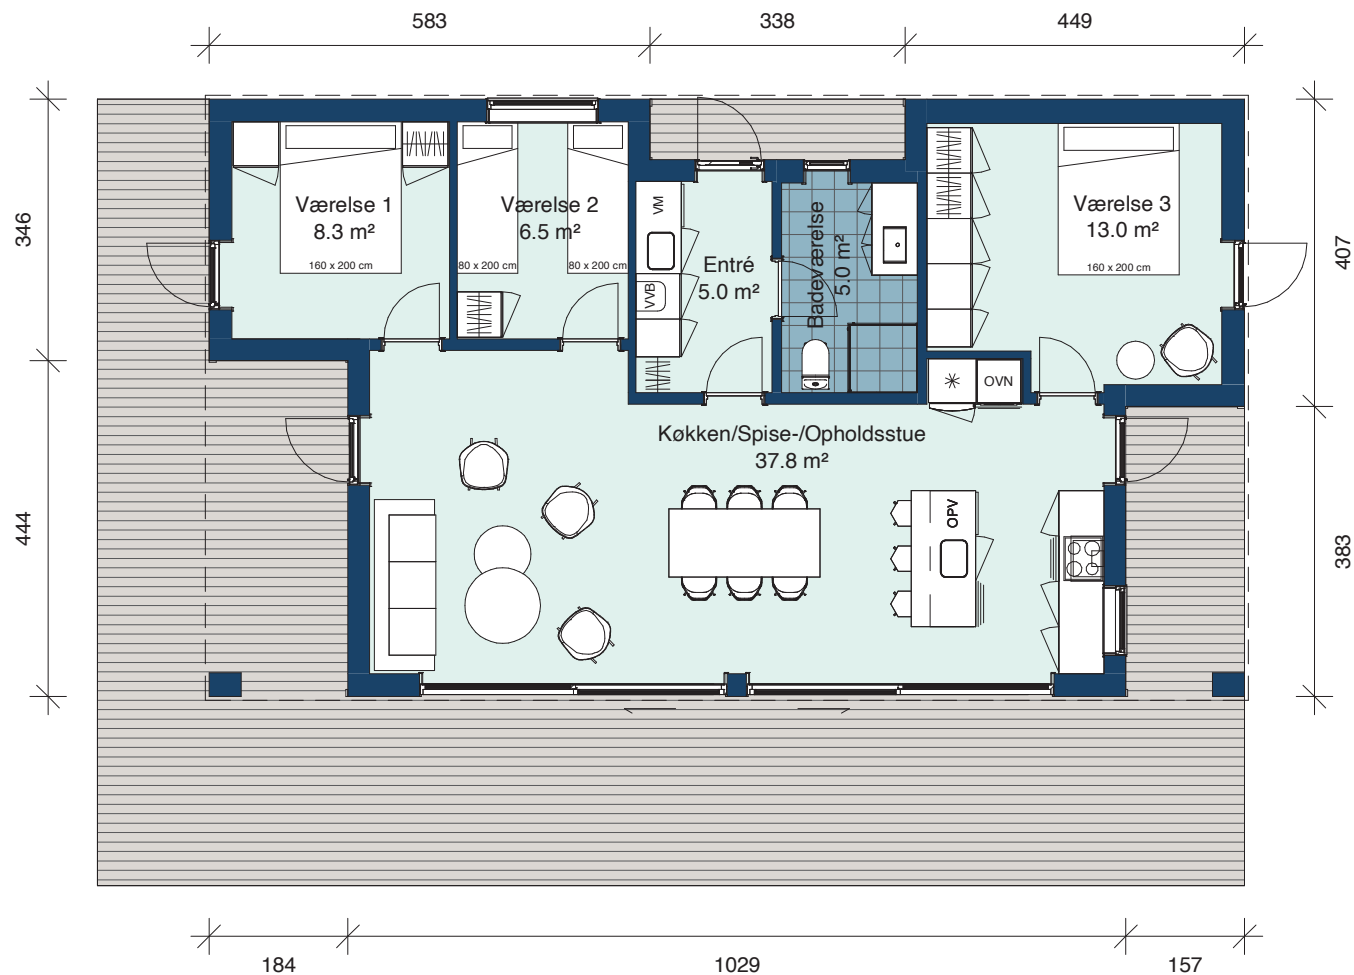 583
338
449
346
444
407
383
Værelse 1
8.3 m²
160 x 200 cm
Værelse 2
6.5 m²
80 x 200 cm
80 x 200 cm
VM
VVB
Entré
5.0 m²
Badeværelse
5.0 m²
Værelse 3
13.0 m²
160 x 200 cm
OVN
Køkken/Spise-/Opholdsstue
37.8 m²
OPV
184
1029
157